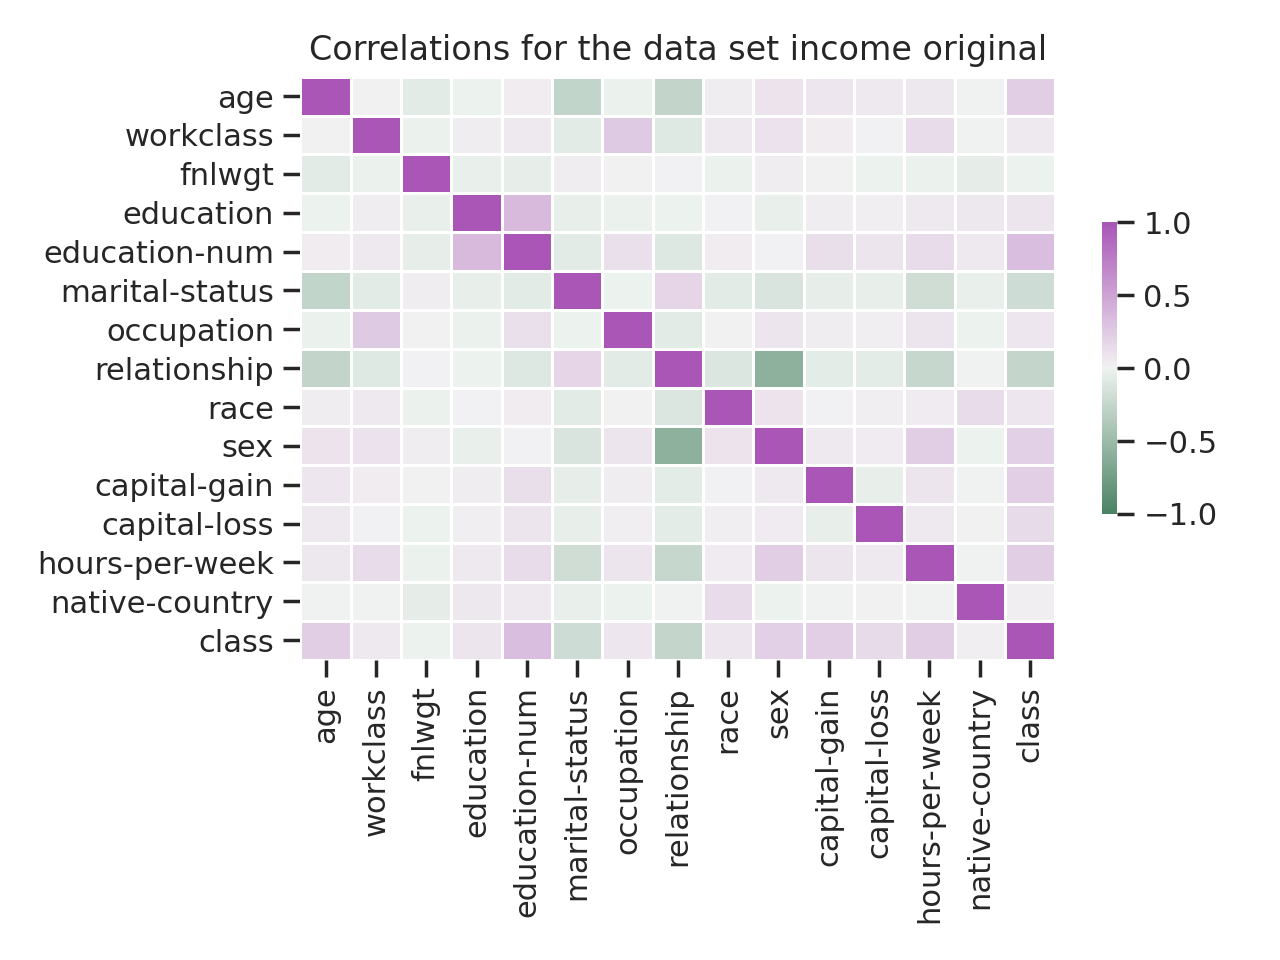 Correlations for the data set income original
age
workclass
fnlwgt
education
education-num
marital-status
occupation
relationship
race
sex
capital-gain
capital-loss
hours-per-week
native-country
class
age
workclass
fnlwgt
education
education-num
marital-status
occupation
relationship
race
sex
capital-gain
capital-loss
hours-per-week
native-country
class
1.0
0.5
0.0
−0.5
−1.0